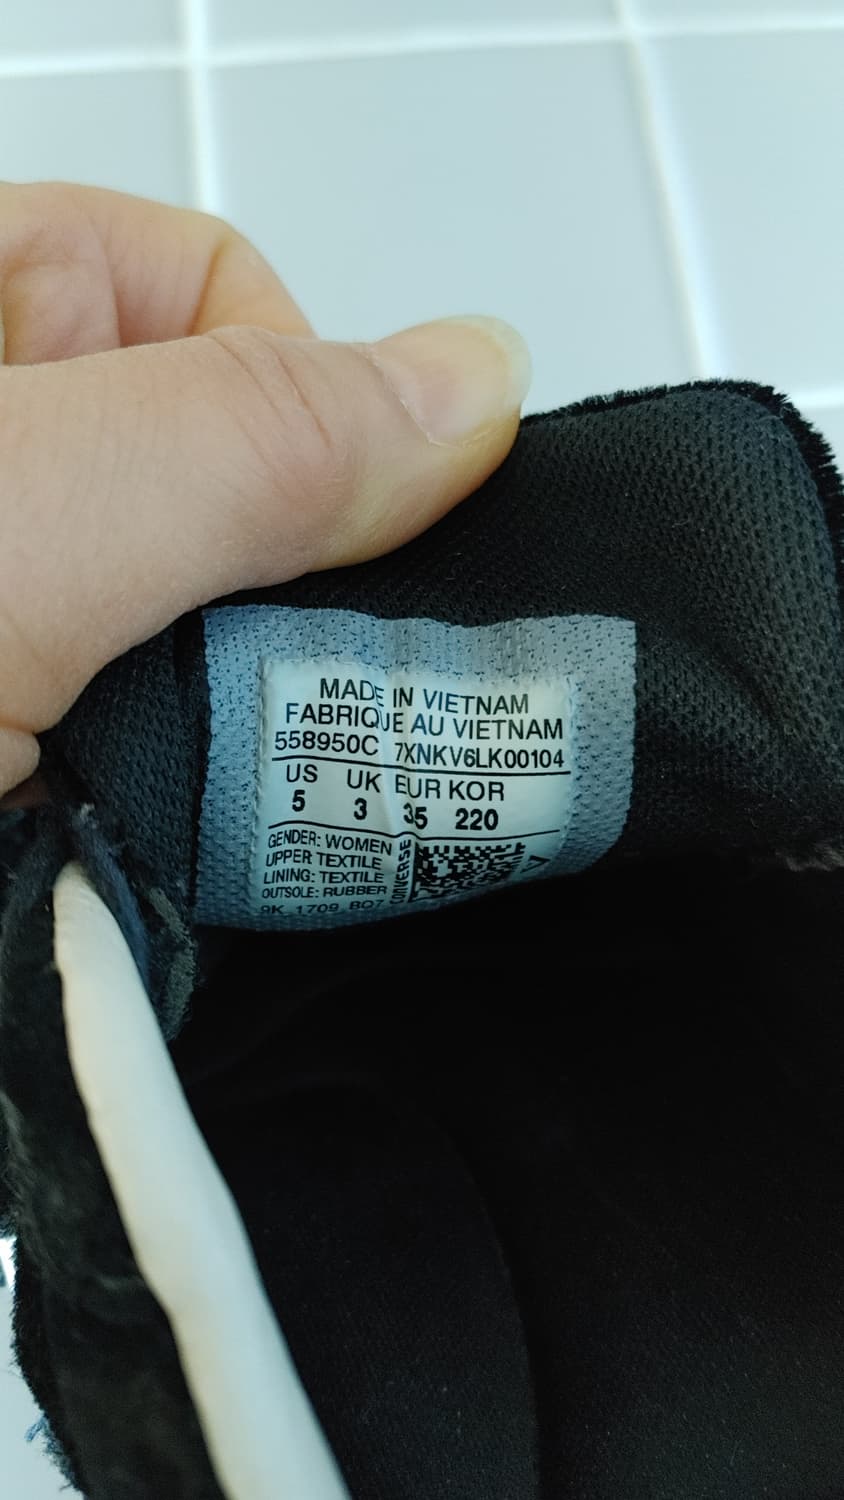 MADE IN VIETNAM
FABRIQUE AU VIETNAM
558950C 7XNKV6LK00104
US UK EUR KOR
5 3 35 220
GENDER: WOMEN
UPPER TEXTILE
LINING: TEXTILE
OUTSOLE: RUBBER
9K_1709_BO7
CONVERSE